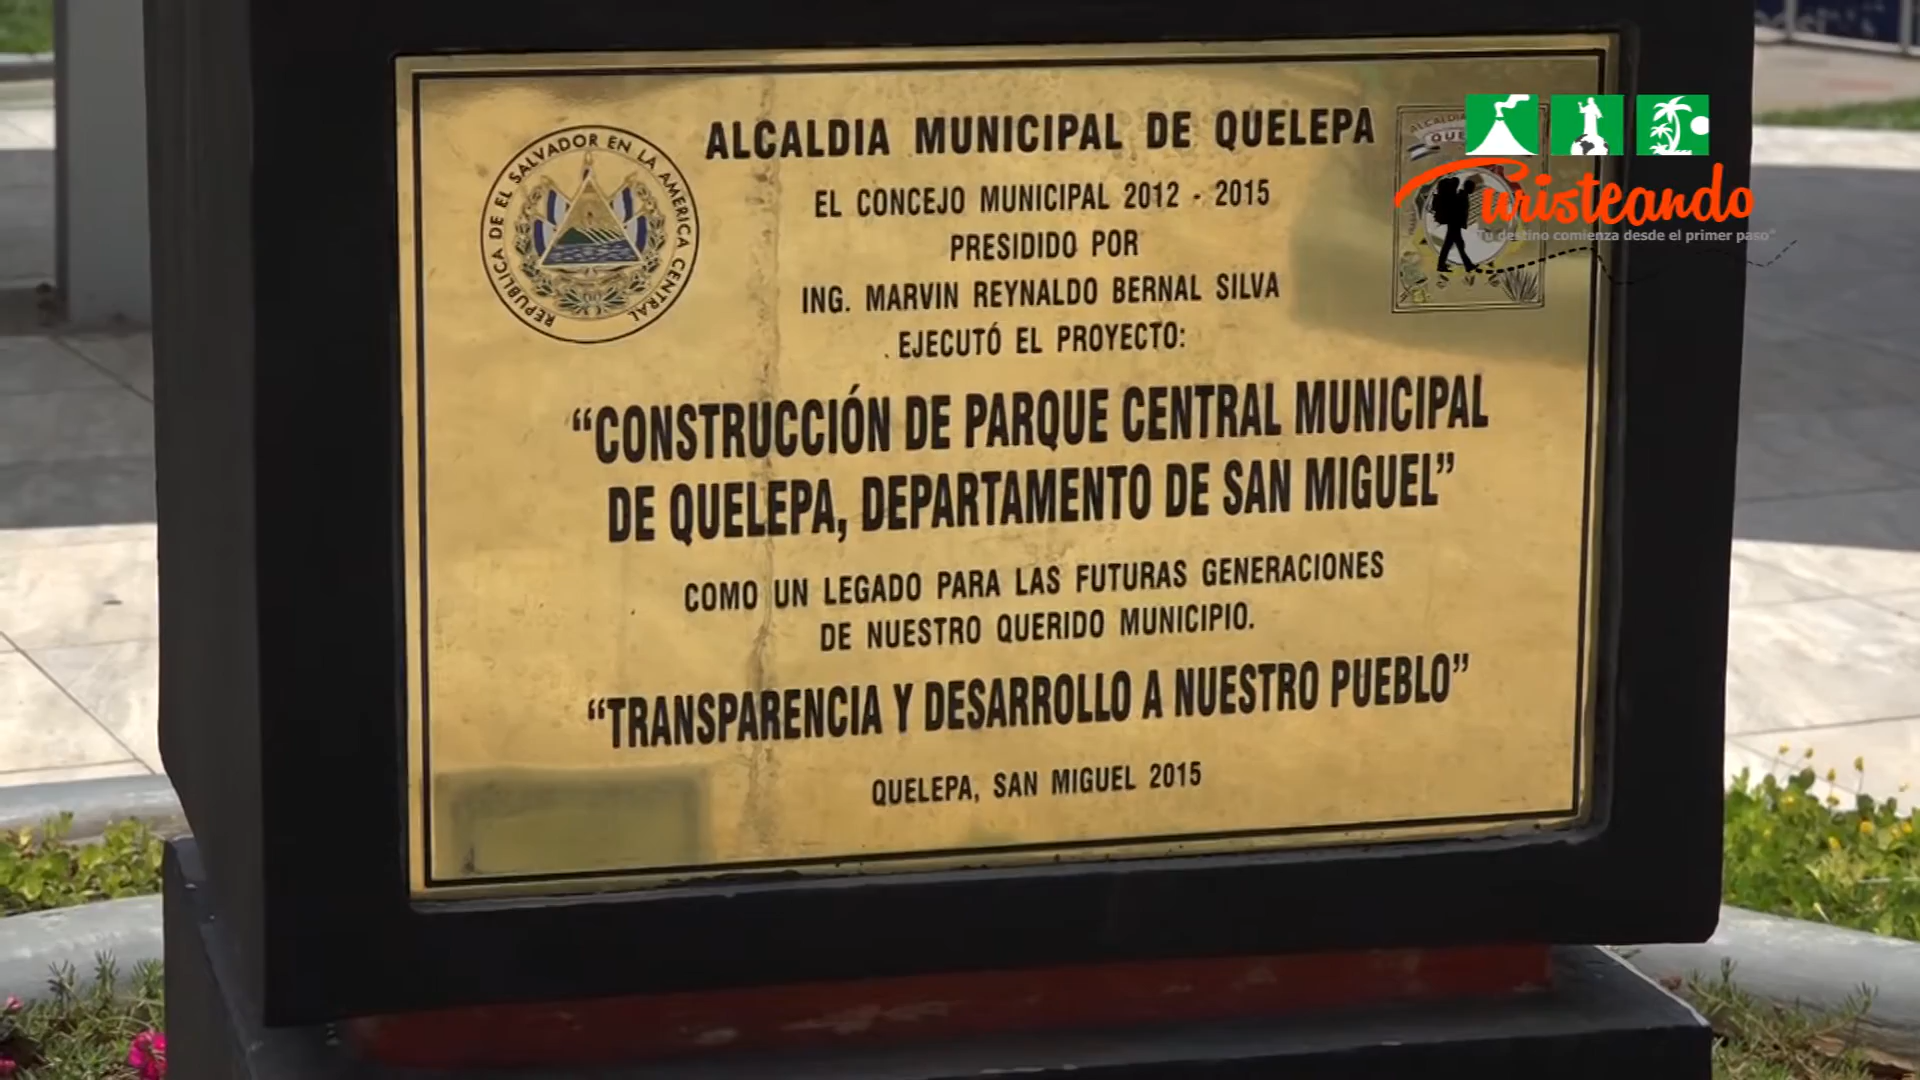 ALCALDIA MUNICIPAL DE QUELEPA
EL CONCEJO MUNICIPAL 2012 - 2015
PRESIDIDO POR
ING. MARVIN REYNALDO BERNAL SILVA
EJECUTÓ EL PROYECTO:
“CONSTRUCCIÓN DE PARQUE CENTRAL MUNICIPAL
DE QUELEPA, DEPARTAMENTO DE SAN MIGUEL”
COMO UN LEGADO PARA LAS FUTURAS GENERACIONES
DE NUESTRO QUERIDO MUNICIPIO.
“TRANSPARENCIA Y DESARROLLO A NUESTRO PUEBLO”
QUELEPA, SAN MIGUEL 2015
REPUBLICA DE EL SALVADOR EN LA AMERICA CENTRAL
Turisteando
"Tu destino comienza desde el primer paso"